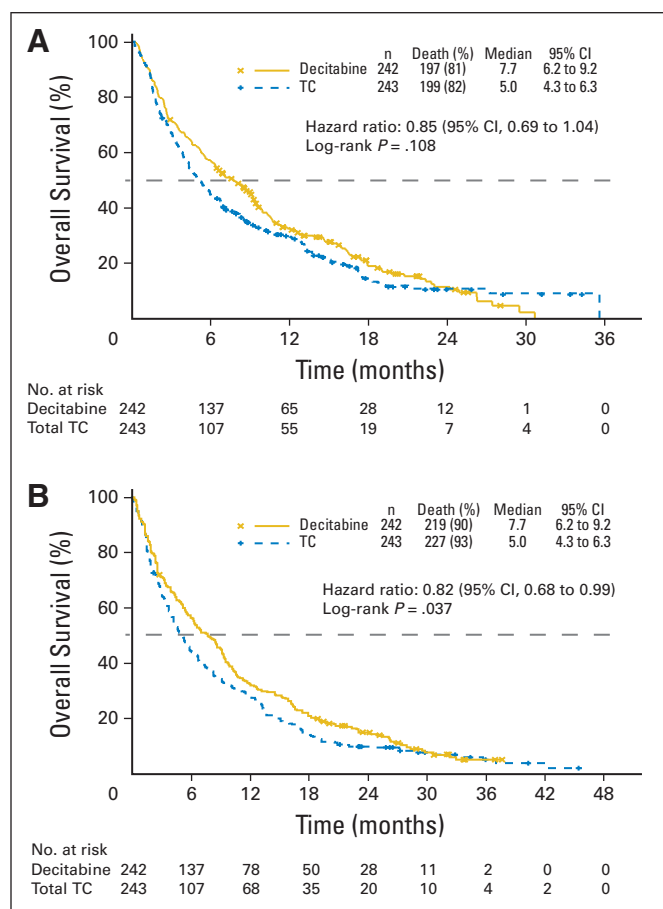 A
n Death (%) Median 95% CI
Decitabine 242 197 (81) 7.7 6.2 to 9.2
TC 243 199 (82) 5.0 4.3 to 6.3
Hazard ratio: 0.85 (95% CI, 0.69 to 1.04)
Log-rank P = .108
Overall Survival (%)
100
80
60
40
20
0 6 12 18 24 30 36
Time (months)
No. at risk
Decitabine 242 137 65 28 12 1 0
Total TC 243 107 55 19 7 4 0
B
n Death (%) Median 95% CI
Decitabine 242 219 (90) 7.7 6.2 to 9.2
TC 243 227 (93) 5.0 4.3 to 6.3
Hazard ratio: 0.82 (95% CI, 0.68 to 0.99)
Log-rank P = .037
Overall Survival (%)
100
80
60
40
20
0 6 12 18 24 30 36 42 48
Time (months)
No. at risk
Decitabine 242 137 78 50 28 11 2 0 0
Total TC 243 107 68 35 20 10 4 2 0